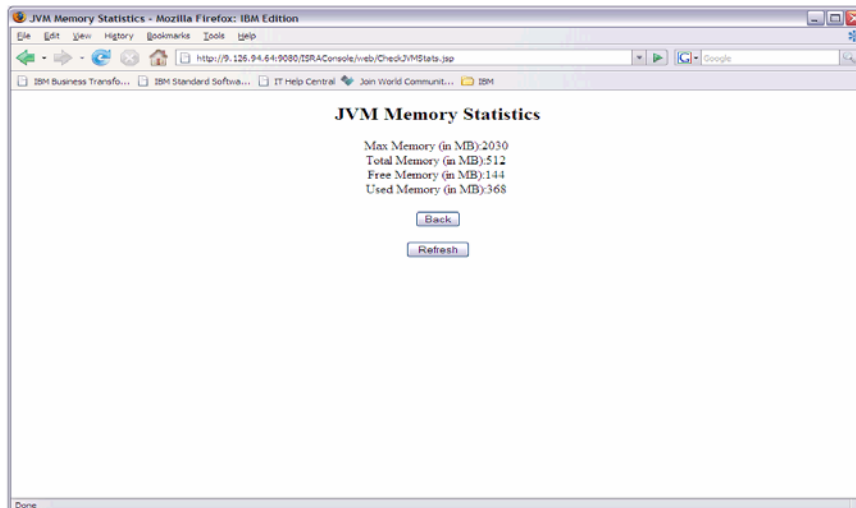 JVM Memory Statistics - Mozilla Firefox: IBM Edition
File Edit View History Bookmarks Tools Help
http://9.126.94.64:9080/ISRAConsole/web/CheckJVMStats.jsp
G Google
IBM Business Transfo... IBM Standard Softwa... IT Help Central Join World Communit... IBM
JVM Memory Statistics
Max Memory (in MB):2030
Total Memory (in MB):512
Free Memory (in MB):144
Used Memory (in MB):368
Back
Refresh
Done